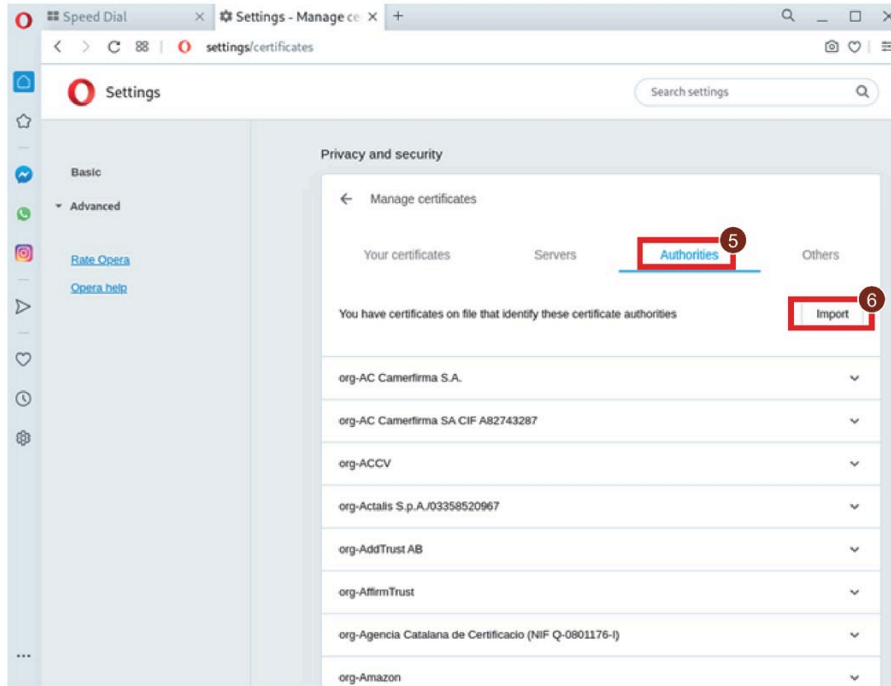 Speed Dial
Settings - Manage ce
settings/certificates
Settings
Search settings
Basic
Advanced
Rate Opera
Opera help
Privacy and security
Manage certificates
Your certificates Servers Authorities Others
5
You have certificates on file that identify these certificate authorities Import
6
org-AC Camerfirma S.A.
org-AC Camerfirma SA CIF A82743287
org-ACCV
org-Actalis S.p.A./03358520967
org-AddTrust AB
org-AffirmTrust
org-Agencia Catalana de Certificacio (NIF Q-0801176-I)
org-Amazon